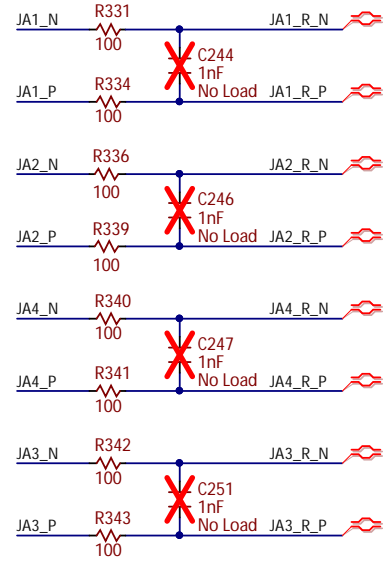 R331
JA1_N
JA1_R_N
100
C244
1nF
R334
No Load
JA1_P
JA1_R_P
100
R336
JA2_N
JA2_R_N
100
C246
1nF
R339
No Load
JA2_P
JA2_R_P
100
R340
JA4_N
JA4_R_N
100
C247
1nF
R341
No Load
JA4_P
JA4_R_P
100
R342
JA3_N
JA3_R_N
100
C251
1nF
R343
No Load
JA3_P
JA3_R_P
100